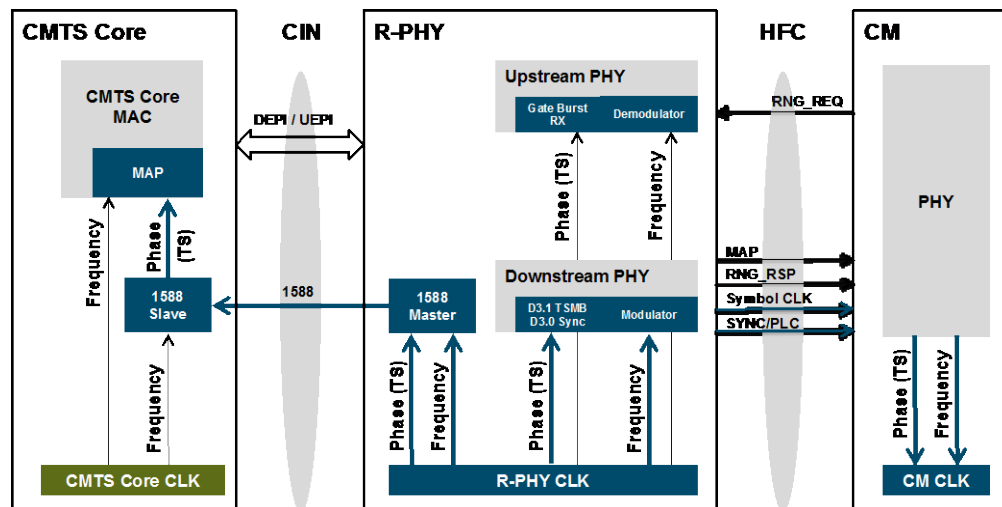 CMTS Core
CIN
R-PHY
HFC
CM
CMTS Core
MAC
MAP
Frequency
Phase
(TS)
1588
Slave
Frequency
CMTS Core CLK
DEPI / UEPI
1588
Upstream PHY
Gate Burst
RX
Demodulator
Phase (TS)
Frequency
Downstream PHY
1588
Master
D3.1 TSMB
D3.0 Sync
Modulator
Phase (TS)
Frequency
Phase (TS)
Frequency
R-PHY CLK
RNG_REQ
MAP
RNG_RSP
Symbol CLK
SYNC/PLC
PHY
Phase (TS)
Frequency
CM CLK